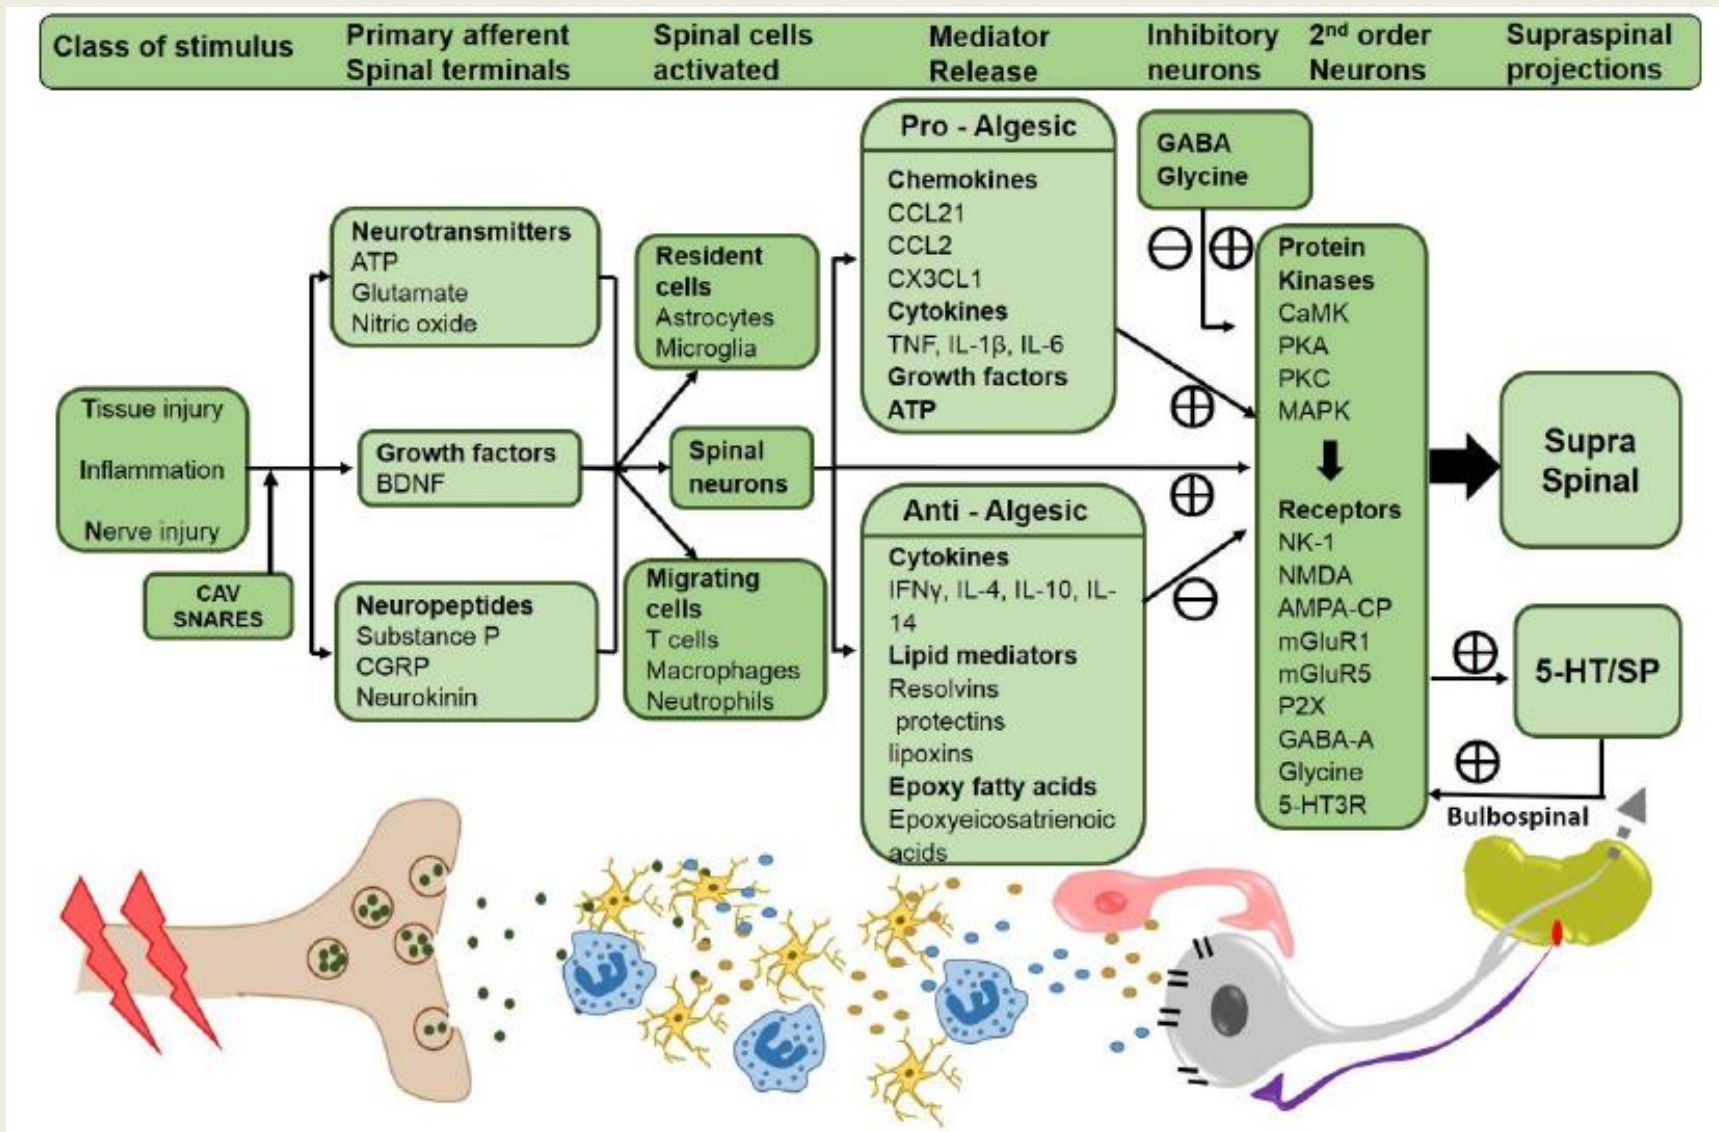 Class of stimulus
Primary afferent
Spinal terminals
Spinal cells
activated
Mediator
Release
Inhibitory
neurons
2nd order
Neurons
Supraspinal
projections
Tissue injury
Inflammation
Nerve injury
CAV
SNARES
Neurotransmitters
ATP
Glutamate
Nitric oxide
Growth factors
BDNF
Neuropeptides
Substance P
CGRP
Neurokinin
Resident
cells
Astrocytes
Microglia
Spinal
neurons
Migrating
cells
T cells
Macrophages
Neutrophils
Pro - Algesic
Chemokines
CCL21
CCL2
CX3CL1
Cytokines
TNF, IL-1β, IL-6
Growth factors
ATP
Anti - Algesic
Cytokines
IFNγ, IL-4, IL-10, IL-
14
Lipid mediators
Resolvins
protectins
lipoxins
Epoxy fatty acids
Epoxyeicosatrienoic
acids
GABA
Glycine
Protein
Kinases
CaMK
PKA
PKC
MAPK
Receptors
NK-1
NMDA
AMPA-CP
mGluR1
mGluR5
P2X
GABA-A
Glycine
5-HT3R
Supra
Spinal
5-HT/SP
Bulbospinal